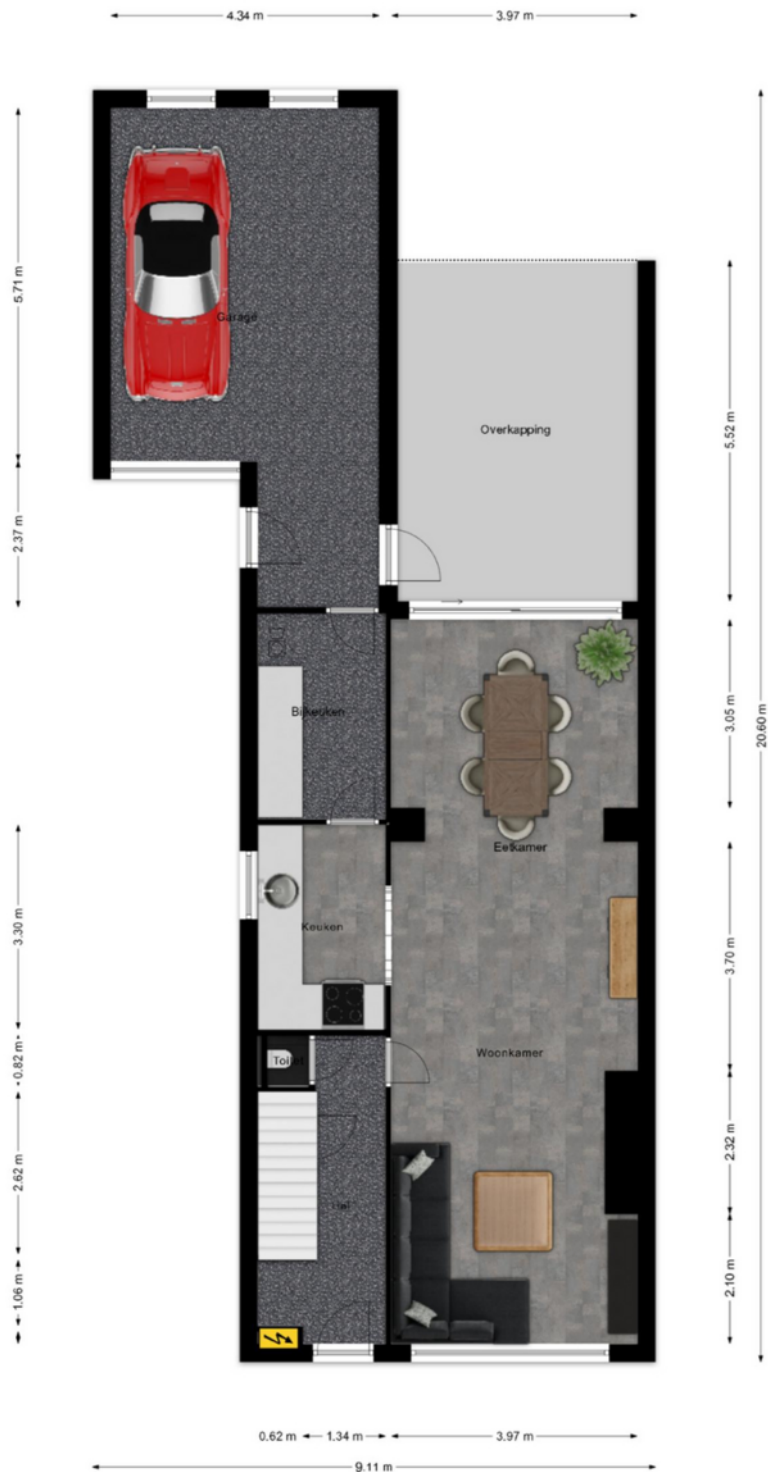 4.34 m
3.97 m
5.71 m
Garage
Overkapping
5.52 m
2.37 m
Bijkeuken
3.05 m
20.60 m
Eetkamer
3.30 m
Keuken
3.70 m
Woonkamer
0.82 m
Toilet
2.62 m
Hal
2.32 m
1.06 m
2.10 m
0.62 m
1.34 m
3.97 m
9.11 m